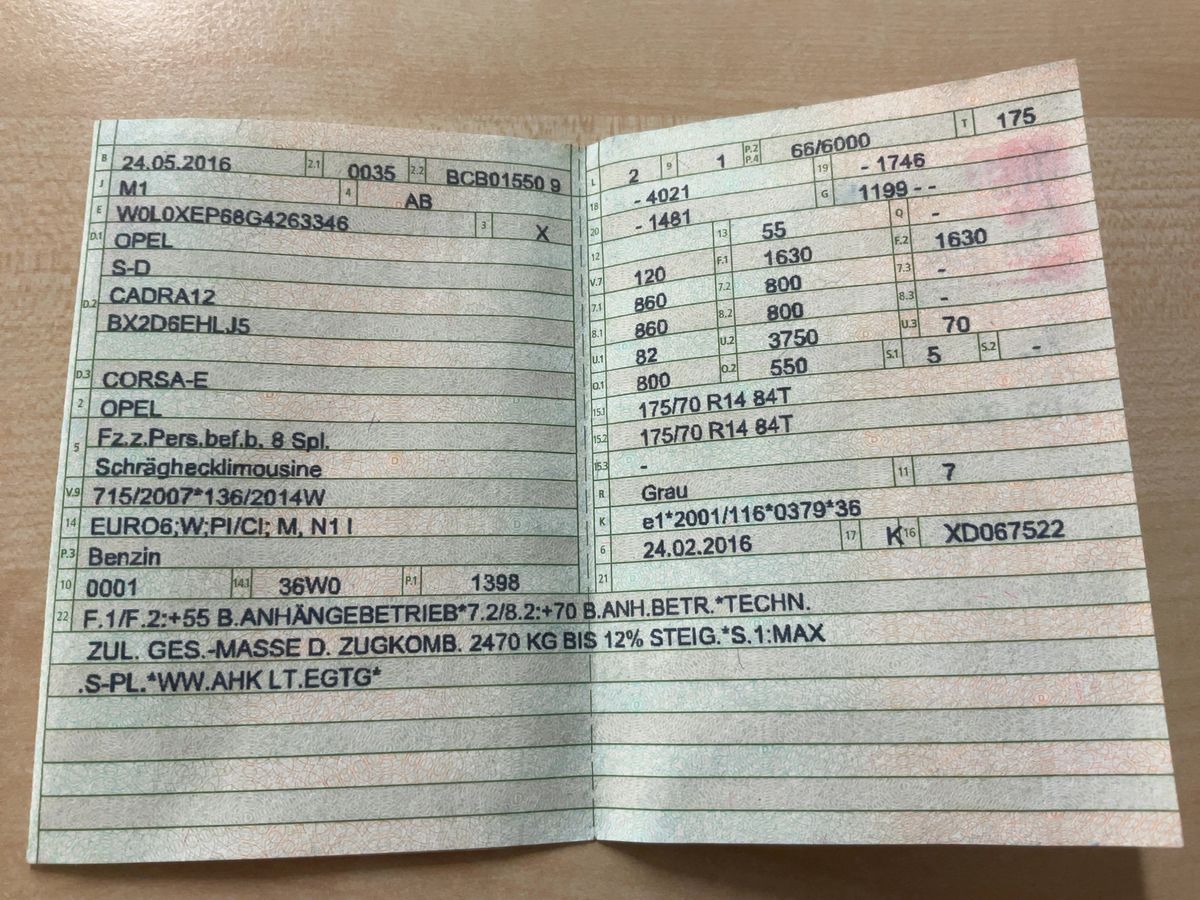 B 24.05.2016 2.1 0035 2.2 BCB01550 9
J M1 4 AB
E W0L0XEP68G4263346 3 X
D.1 OPEL
S-D
D.2 CADRA12
BX2D6EHLJ5
D.3 CORSA-E
2 OPEL
5 Fz.z.Pers.bef.b. 8 Spl.
Schräghecklimousine
V.9 715/2007*136/2014W
14 EURO6;W;PI/CI; M, N1 I
P.3 Benzin
10 0001 14.1 36W0 P.1 1398
L 2 9 1 P.2 P.4 66/6000 T 175
18 - 4021 19 - 1746
20 - 1481 G 1199 - -
12 13 55 Q -
V.7 120 F.1 1630 F.2 1630
7.1 860 7.2 800 7.3 -
8.1 860 8.2 800 8.3 -
U.1 82 U.2 3750 U.3 70
O.1 800 O.2 550 S.1 5 S.2 -
15.1 175/70 R14 84T
15.2 175/70 R14 84T
15.3 -
R Grau 11 7
K e1*2001/116*0379*36
6 24.02.2016 17 K 16 XD067522
21
22 F.1/F.2:+55 B.ANHÄNGEBETRIEB*7.2/8.2:+70 B.ANH.BETR.*TECHN.
ZUL. GES.-MASSE D. ZUGKOMB. 2470 KG BIS 12% STEIG.*S.1:MAX
.S-PL.*WW.AHK LT.EGTG*